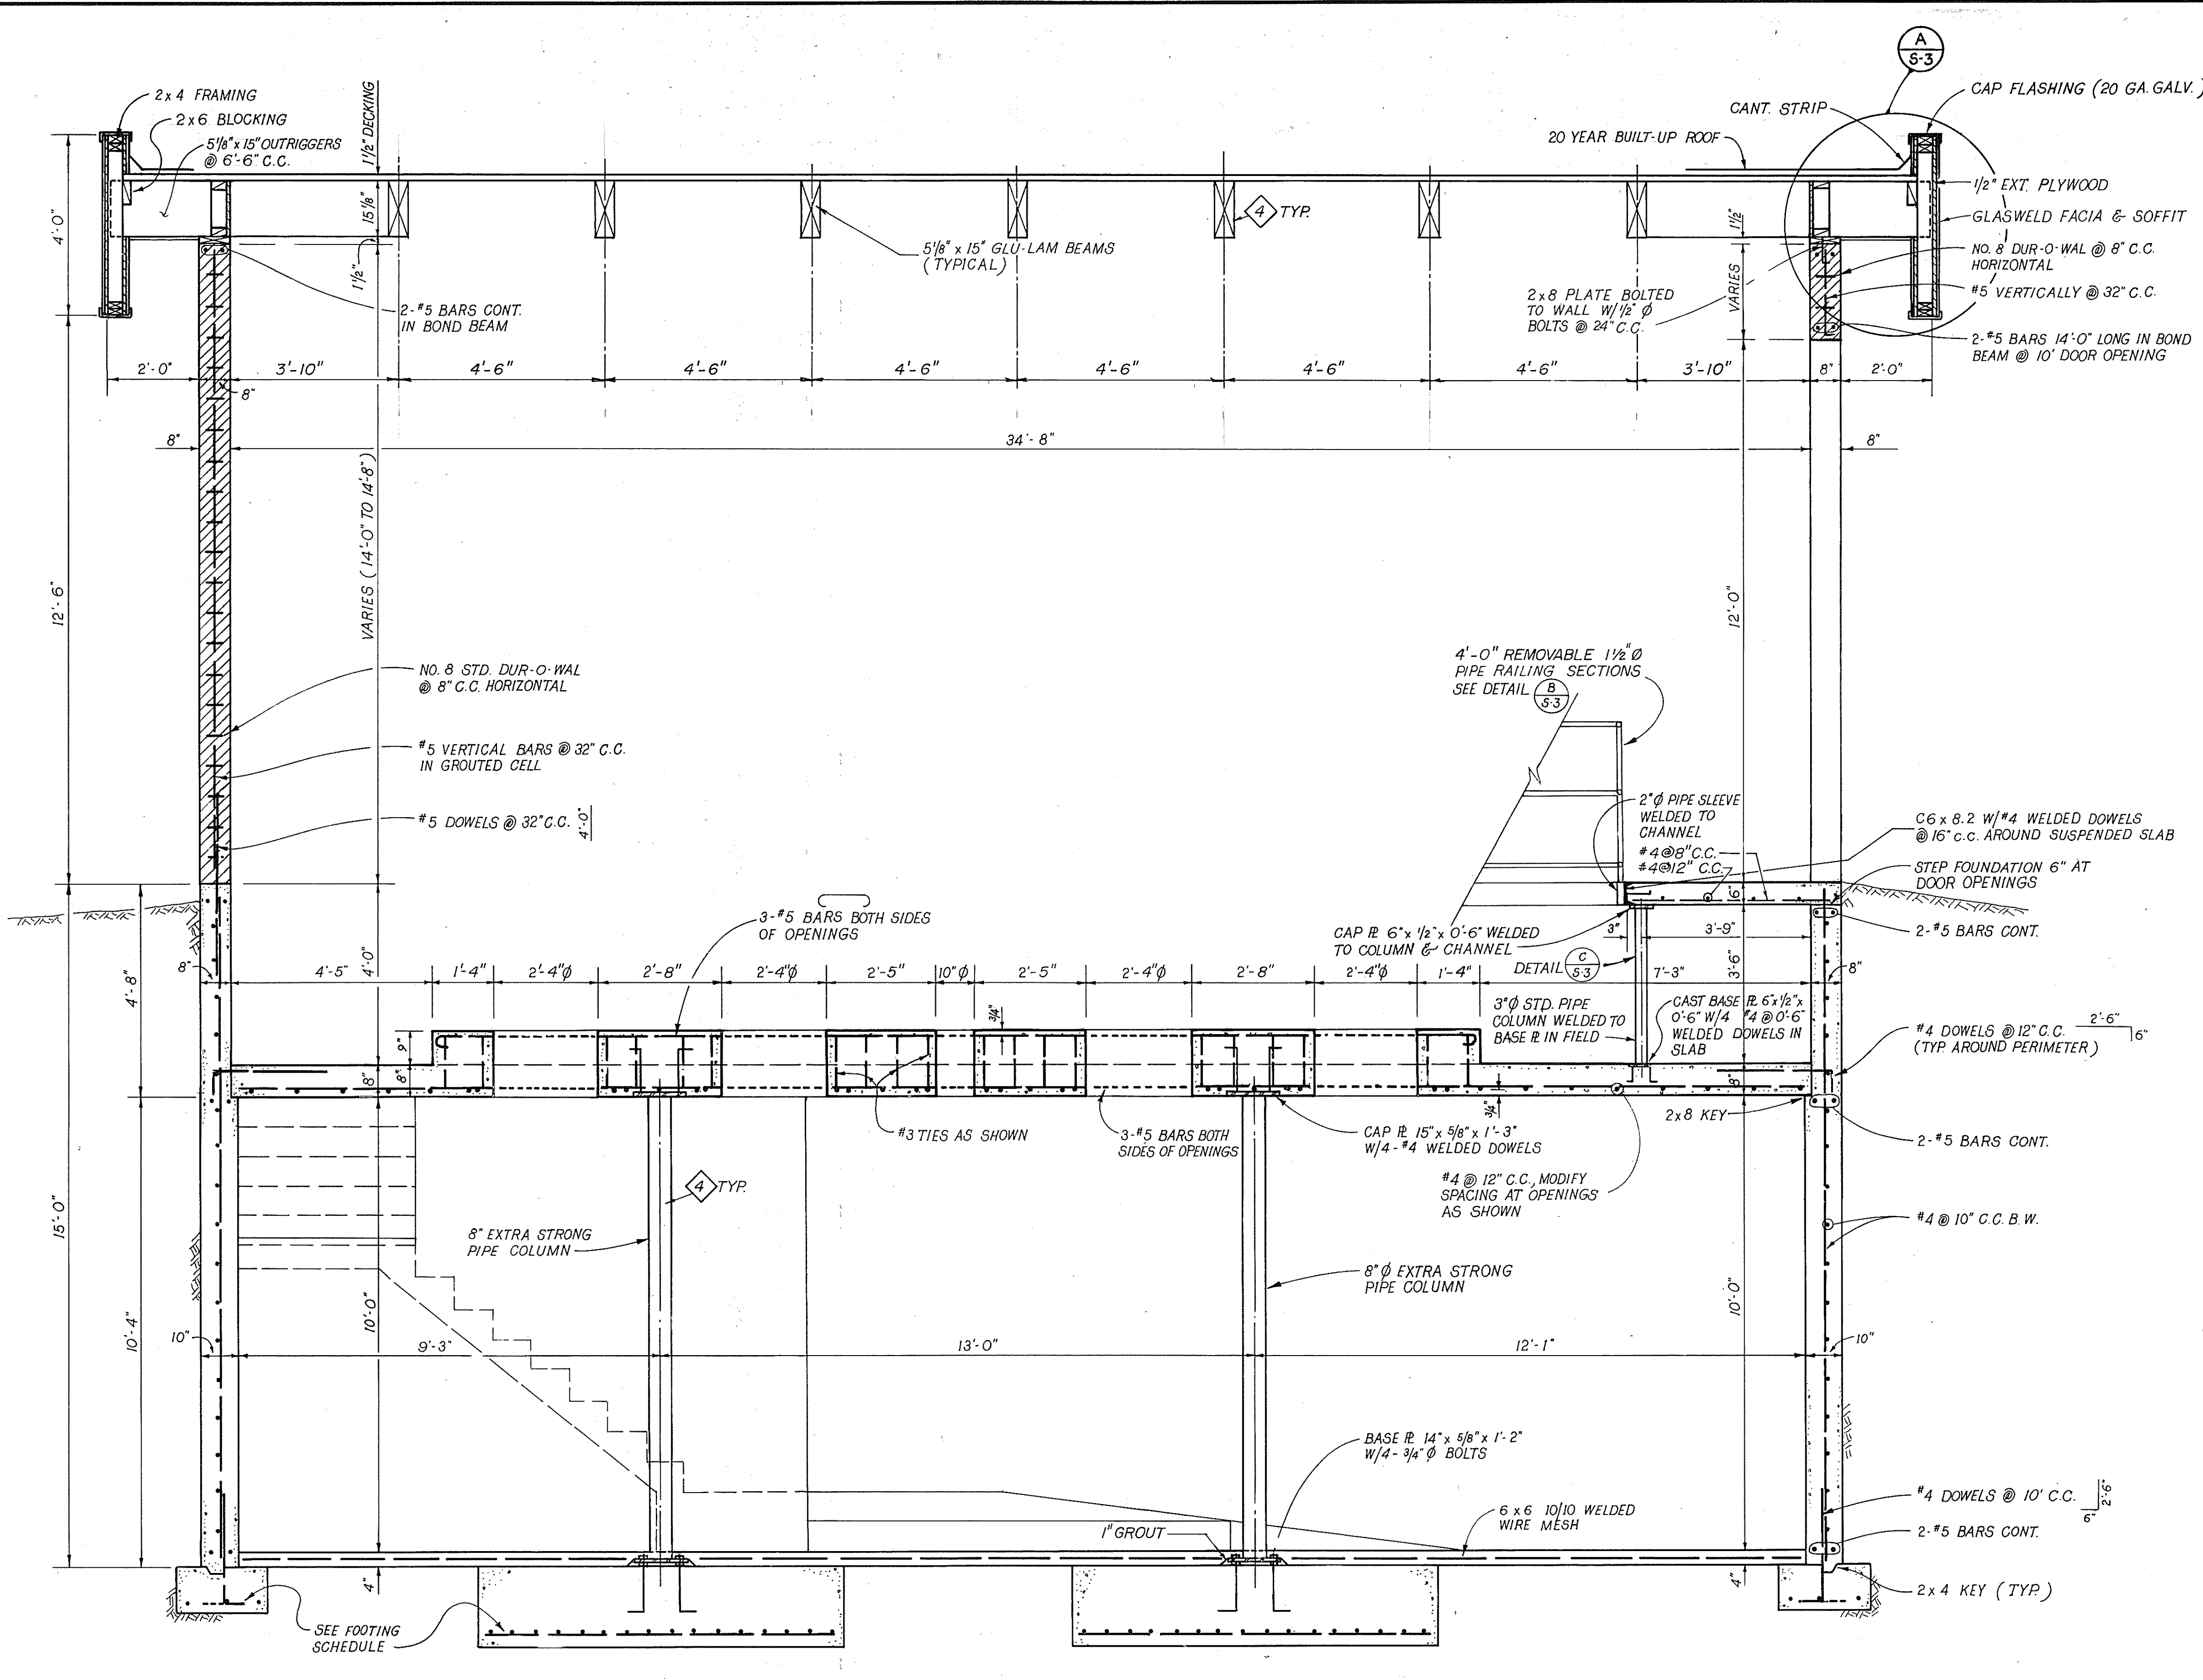 A
S-3
2x4 FRAMING
2x6 BLOCKING
5 1/8" x 15" OUTRIGGERS
@ 6'-6" C.C.
1 1/2" DECKING
CANT. STRIP
CAP FLASHING (20 GA. GALV.)
20 YEAR BUILT-UP ROOF
4'-0"
15 1/8"
1 1/2"
4 TYP.
5 1/8" x 15" GLU-LAM BEAMS
(TYPICAL)
1 1/2"
VARIES
1/2" EXT. PLYWOOD
GLASWELD FACIA & SOFFIT
NO. 8 DUR-O-WAL @ 8" C.C.
HORIZONTAL
#5 VERTICALLY @ 32" C.C.
2-#5 BARS 14'-0" LONG IN BOND
BEAM @ 10' DOOR OPENING
2-#5 BARS CONT.
IN BOND BEAM
2x8 PLATE BOLTED
TO WALL W/ 1/2" Ø
BOLTS @ 24" C.C.
2'-0" 3'-10" 4'-6" 4'-6" 4'-6" 4'-6" 4'-6" 4'-6" 3'-10" 8" 2'-0"
8"
8" 34'-8" 8"
VARIES (14'-0" TO 14'-8")
12'-6"
12'-0"
NO. 8 STD. DUR-O-WAL
@ 8" C.C. HORIZONTAL
#5 VERTICAL BARS @ 32" C.C.
IN GROUTED CELL
#5 DOWELS @ 32" C.C. 4'-0"
4'-0" REMOVABLE 1 1/2" Ø
PIPE RAILING SECTIONS
SEE DETAIL B
S-3
2" Ø PIPE SLEEVE
WELDED TO
CHANNEL
#4 @ 8" C.C.
#4 @ 12" C.C.
C6 x 8.2 W/ #4 WELDED DOWELS
@ 16" C.C. AROUND SUSPENDED SLAB
STEP FOUNDATION 6" AT
DOOR OPENINGS
6"
2-#5 BARS CONT.
3-#5 BARS BOTH SIDES
OF OPENINGS
CAP PL 6" x 1/2" x 0'-6" WELDED
TO COLUMN & CHANNEL
3" 3'-9"
DETAIL C
S-3
7'-3"
3'-6"
8"
8"
4'-8"
4'-0"
4'-5" 1'-4" 2'-4"Ø 2'-8" 2'-4"Ø 2'-5" 10"Ø 2'-5" 2'-4"Ø 2'-8" 2'-4"Ø 1'-4"
3/4"
3" Ø STD. PIPE
COLUMN WELDED TO
BASE PL IN FIELD
CAST BASE PL 6" x 1/2" x
0'-6" W/4 #4 @ 0'-6"
WELDED DOWELS IN
SLAB
#4 DOWELS @ 12" C.C. 2'-6" 6"
(TYP. AROUND PERIMETER)
9"
8"
8"
8"
3/4"
2x8 KEY
#3 TIES AS SHOWN
3-#5 BARS BOTH
SIDES OF OPENINGS
CAP PL 15" x 5/8" x 1'-3"
W/4-#4 WELDED DOWELS
2-#5 BARS CONT.
#4 @ 12" C.C., MODIFY
SPACING AT OPENINGS
AS SHOWN
4 TYP.
15'-0"
8" EXTRA STRONG
PIPE COLUMN
#4 @ 10" C.C. B.W.
8" Ø EXTRA STRONG
PIPE COLUMN
10'-4"
10'-0"
10'-0"
10" 9'-3" 13'-0" 12'-1" 10"
BASE PL 14" x 5/8" x 1'-2"
W/4-3/4" Ø BOLTS
6 x 6 10/10 WELDED
WIRE MESH
1" GROUT
#4 DOWELS @ 10' C.C. 6" 2'-6"
2-#5 BARS CONT.
4"
4"
2x4 KEY (TYP.)
SEE FOOTING
SCHEDULE